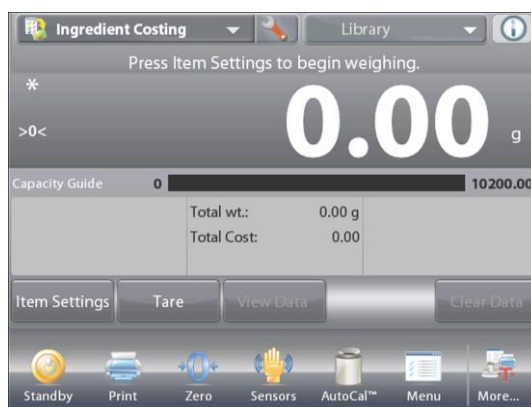 Ingredient Costing Library
Press Item Settings to begin weighing.
*
>0< 0.00 g
Capacity Guide 0 10200.00
Total wt.: 0.00 g
Total Cost: 0.00
Item Settings Tare View Data Clear Data
Standby Print Zero Sensors AutoCal™ Menu More...